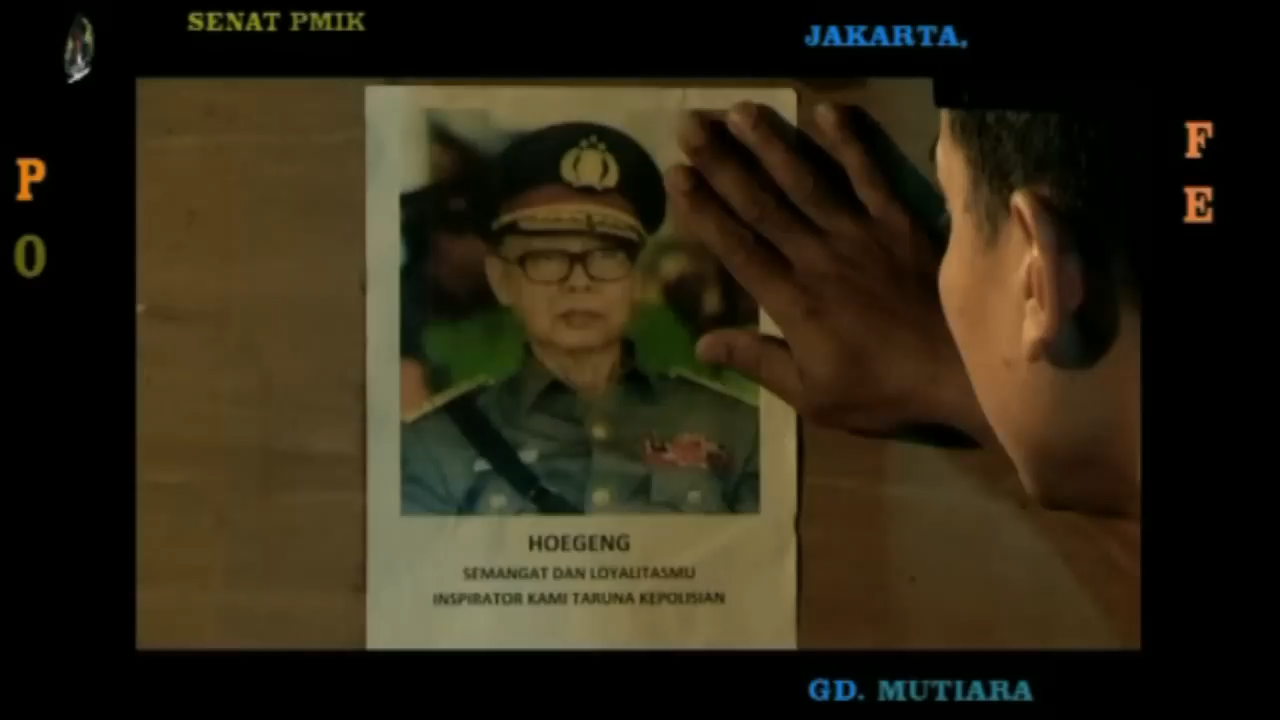 SENAT PMIK
JAKARTA,
P
O
F
E
HOEGENG
SEMANGAT DAN LOYALITASMU
INSPIRATOR KAMI TARUNA KEPOLISIAN
GD. MUTIARA